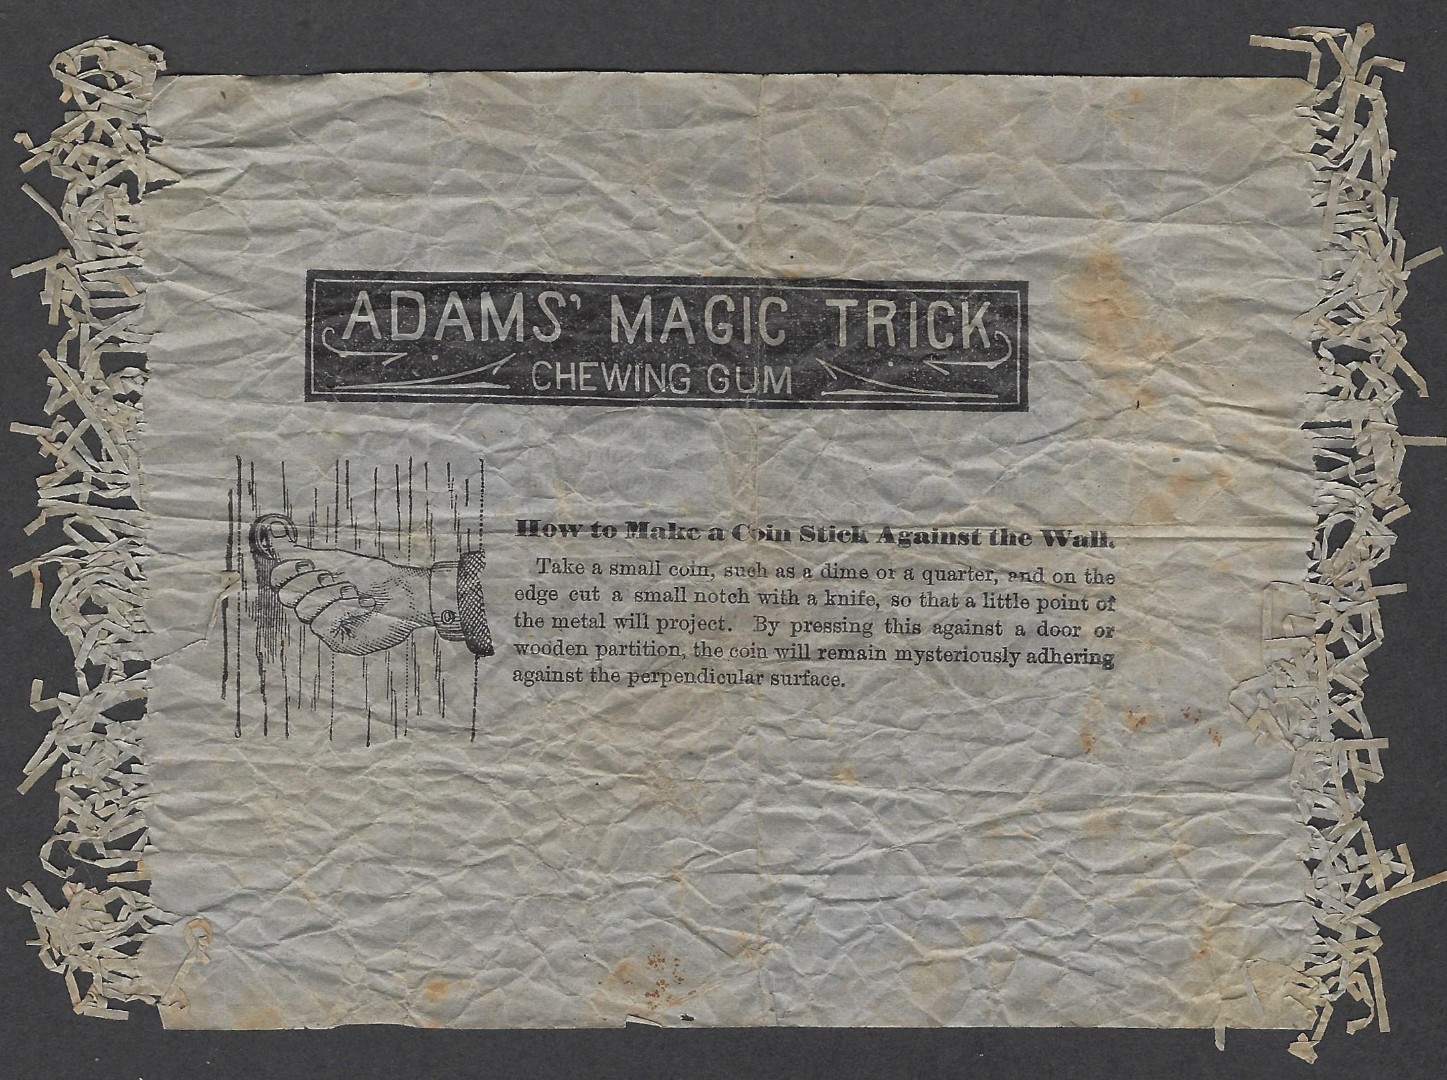 ADAMS' MAGIC TRICK
CHEWING GUM
How to Make a Coin Stick Against the Wall.
Take a small coin, such as a dime or a quarter, and on the
edge cut a small notch with a knife, so that a little point of
the metal will project. By pressing this against a door or
wooden partition, the coin will remain mysteriously adhering
against the perpendicular surface.